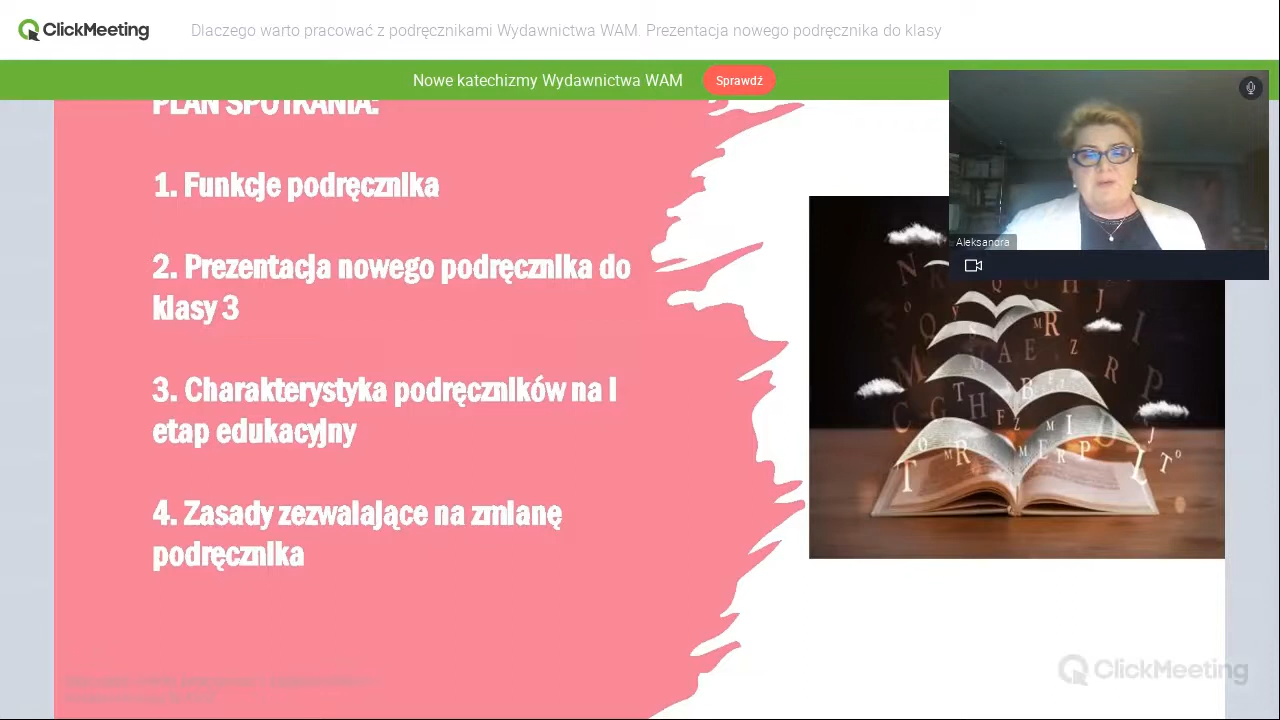 ClickMeeting
Dlaczego warto pracować z podręcznikami Wydawnictwa WAM. Prezentacja nowego podręcznika do klasy
Nowe katechizmy Wydawnictwa WAM
Sprawdź
PLAN SPOTKANIA:
1. Funkcje podręcznika
2. Prezentacja nowego podręcznika do
klasy 3
3. Charakterystyka podręczników na I
etap edukacyjny
4. Zasady zezwalające na zmianę
podręcznika
Aleksandra
ClickMeeting